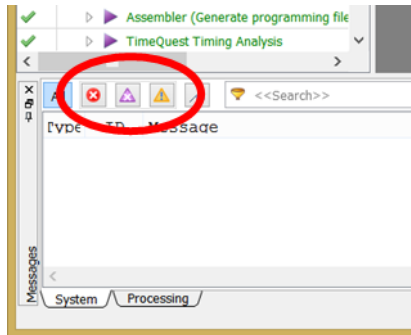 Assembler (Generate programming file
TimeQuest Timing Analysis
<<Search>>
Type ID Message
Messages
System
Processing